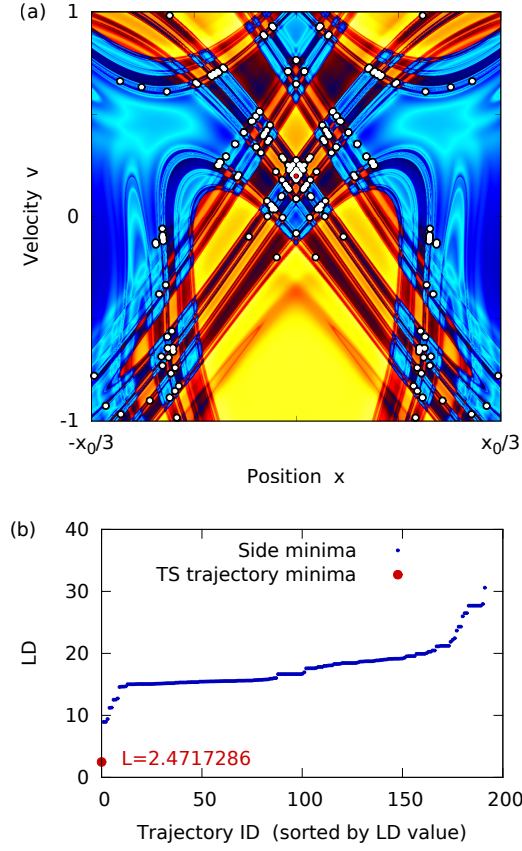 (a)
1
Velocity v
0
-1
-x₀/3
x₀/3
Position x
(b)
40
Side minima
TS trajectory minima
30
LD
20
10
L=2.4717286
0
0
50
100
150
200
Trajectory ID (sorted by LD value)